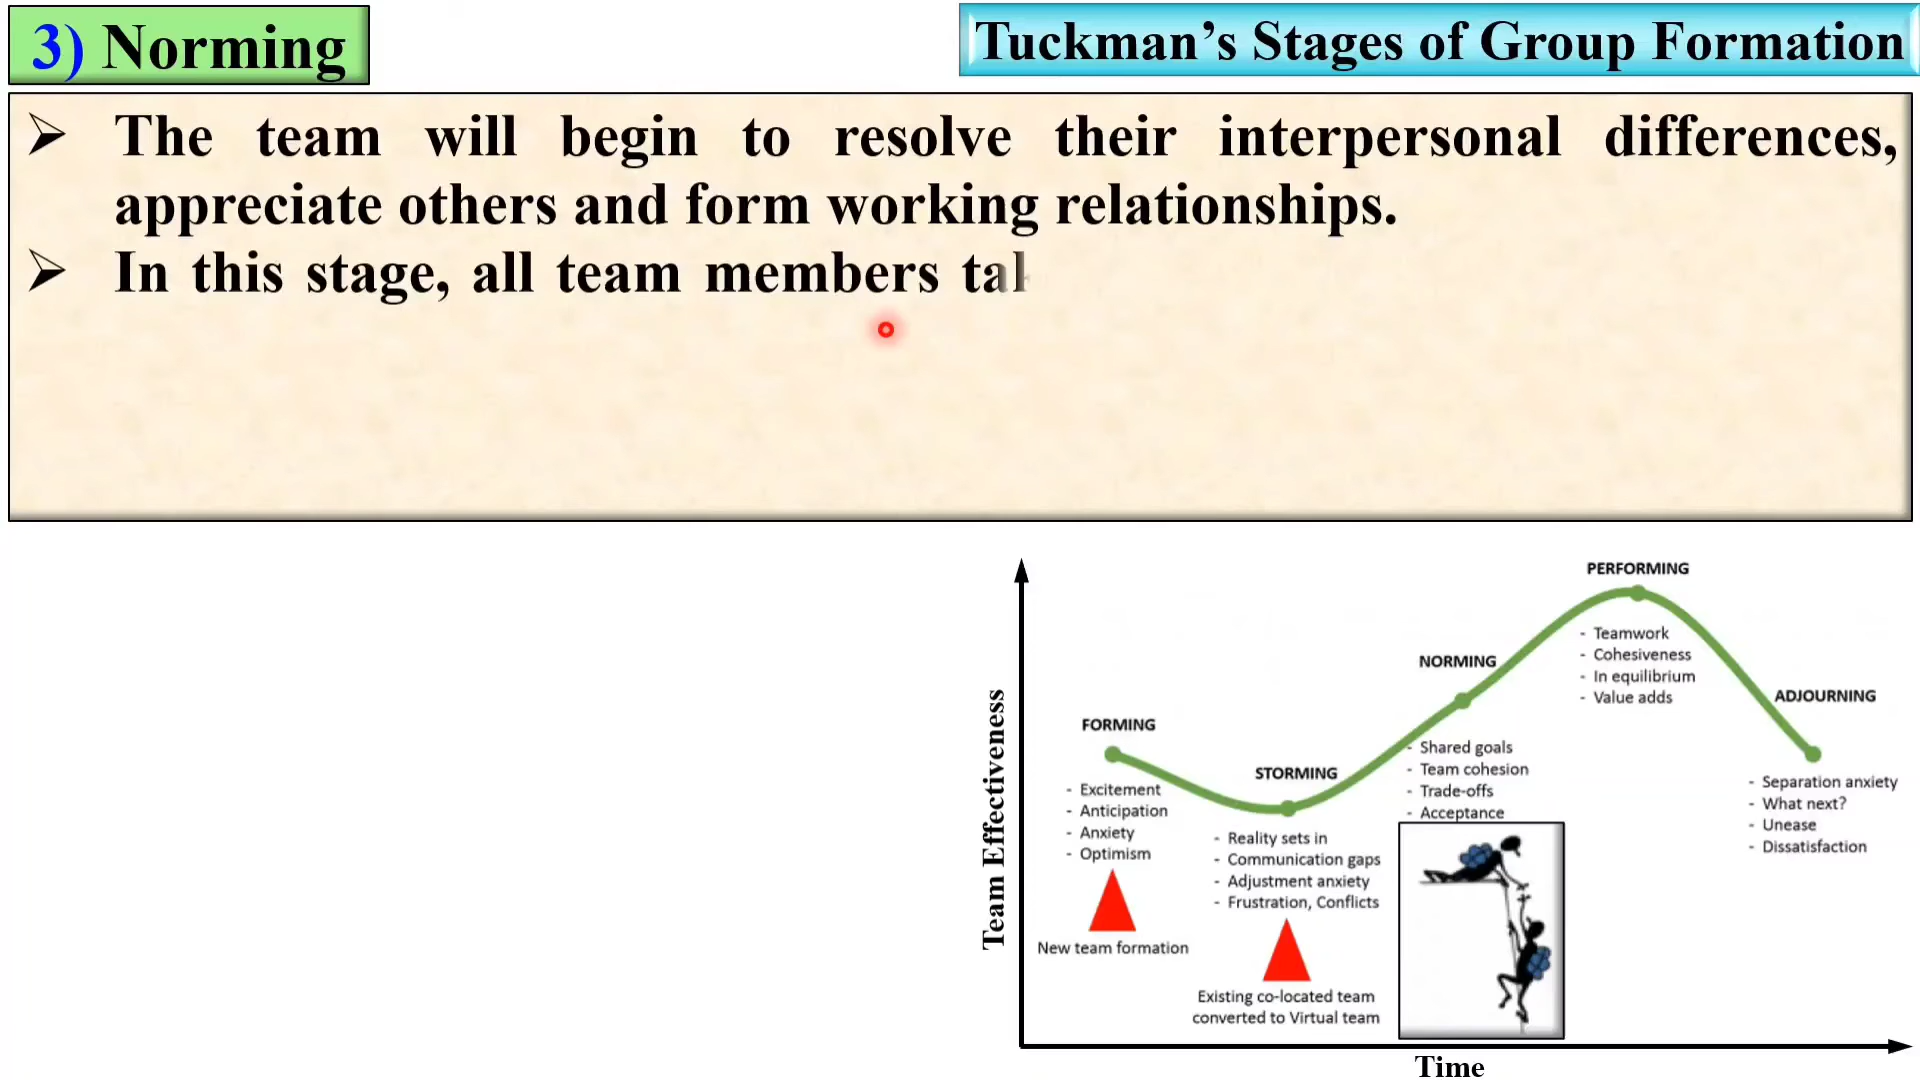 3) Norming
Tuckman’s Stages of Group Formation
➢ The team will begin to resolve their interpersonal differences,
appreciate others and form working relationships.
➢ In this stage, all team members
PERFORMING
- Teamwork
- Cohesiveness
- In equilibrium
- Value adds
NORMING
- Shared goals
- Team cohesion
- Trade-offs
- Acceptance
ADJOURNING
- Separation anxiety
- What next?
- Unease
- Dissatisfaction
FORMING
- Excitement
- Anticipation
- Anxiety
- Optimism
New team formation
STORMING
- Reality sets in
- Communication gaps
- Adjustment anxiety
- Frustration, Conflicts
Existing co-located team
converted to Virtual team
Team Effectiveness
Time